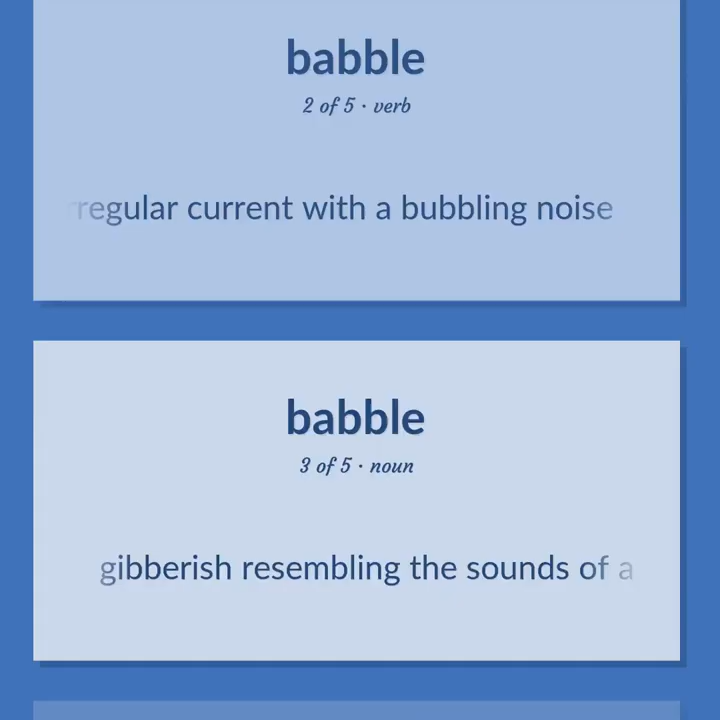 babble
2 of 5 · verb
rregular current with a bubbling noise
babble
3 of 5 · noun
gibberish resembling the sounds of a